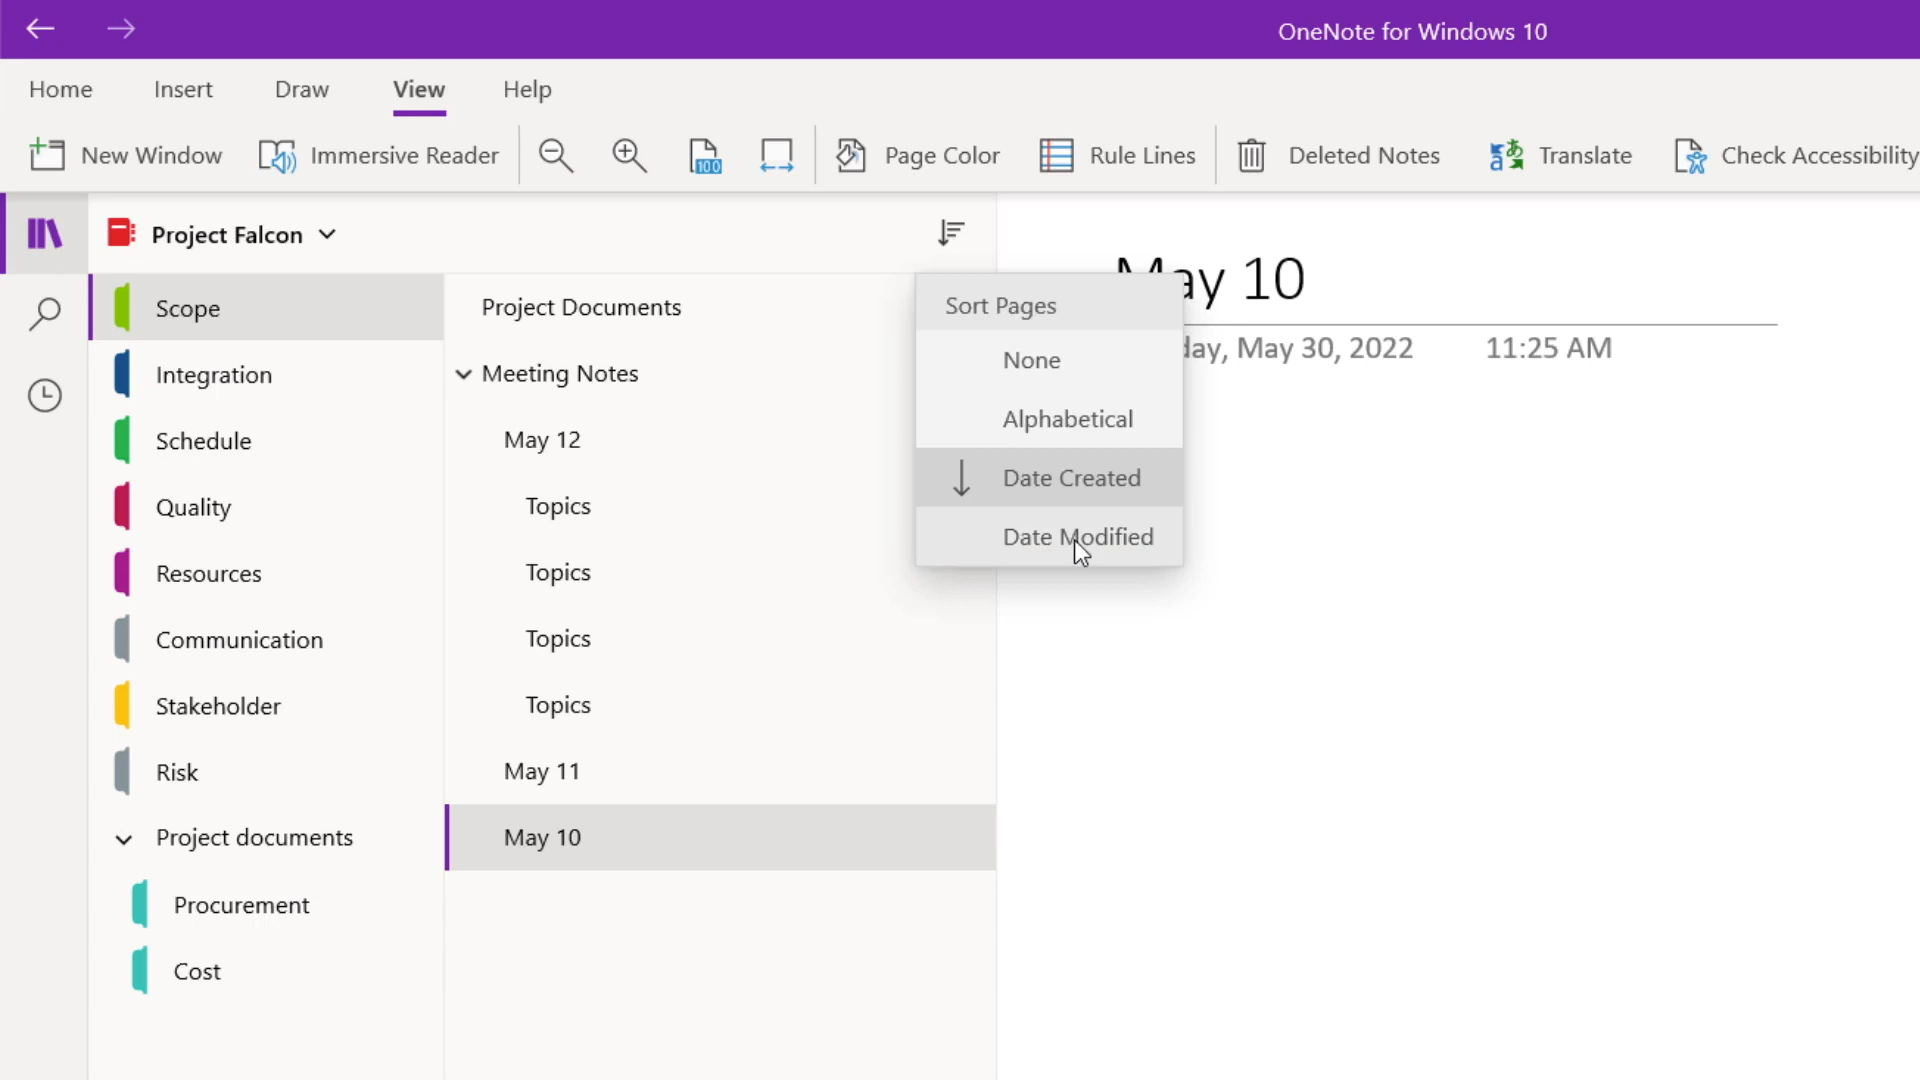 OneNote for Windows 10
Home Insert Draw View Help
New Window Immersive Reader 100 Page Color Rule Lines Deleted Notes Translate Check Accessibility
Project Falcon
Scope
Integration
Schedule
Quality
Resources
Communication
Stakeholder
Risk
Project documents
Procurement
Cost
Project Documents
Meeting Notes
May 12
Topics
Topics
Topics
Topics
May 11
May 10
Sort Pages
None
Alphabetical
Date Created
Date Modified
May 10
day, May 30, 2022 11:25 AM